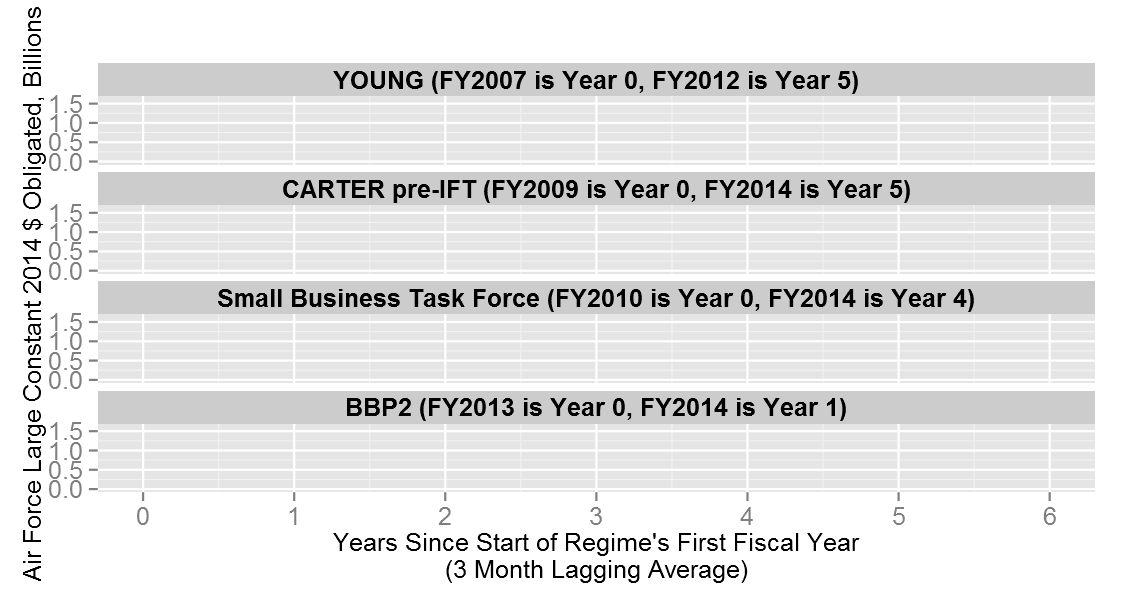 Air Force Large Constant 2014 $ Obligated, Billions
YOUNG (FY2007 is Year 0, FY2012 is Year 5)
1.5
1.0
0.5
0.0
CARTER pre-IFT (FY2009 is Year 0, FY2014 is Year 5)
1.5
1.0
0.5
0.0
Small Business Task Force (FY2010 is Year 0, FY2014 is Year 4)
1.5
1.0
0.5
0.0
BBP2 (FY2013 is Year 0, FY2014 is Year 1)
1.5
1.0
0.5
0.0
0 1 2 3 4 5 6
Years Since Start of Regime's First Fiscal Year
(3 Month Lagging Average)